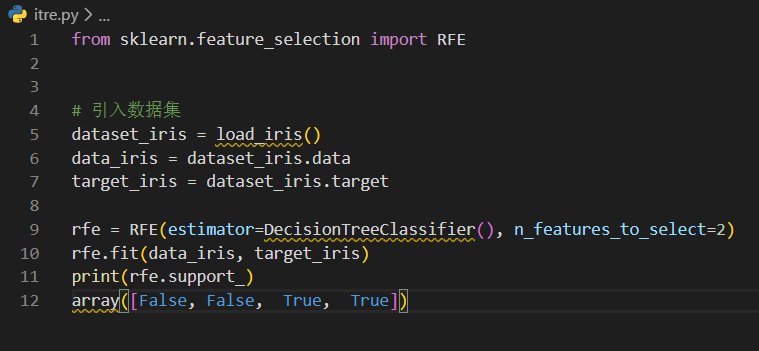 itre.py > ...
1 from sklearn.feature_selection import RFE
2
3
4 # 引入数据集
5 dataset_iris = load_iris()
6 data_iris = dataset_iris.data
7 target_iris = dataset_iris.target
8
9 rfe = RFE(estimator=DecisionTreeClassifier(), n_features_to_select=2)
10 rfe.fit(data_iris, target_iris)
11 print(rfe.support_)
12 array([False, False,  True,  True])